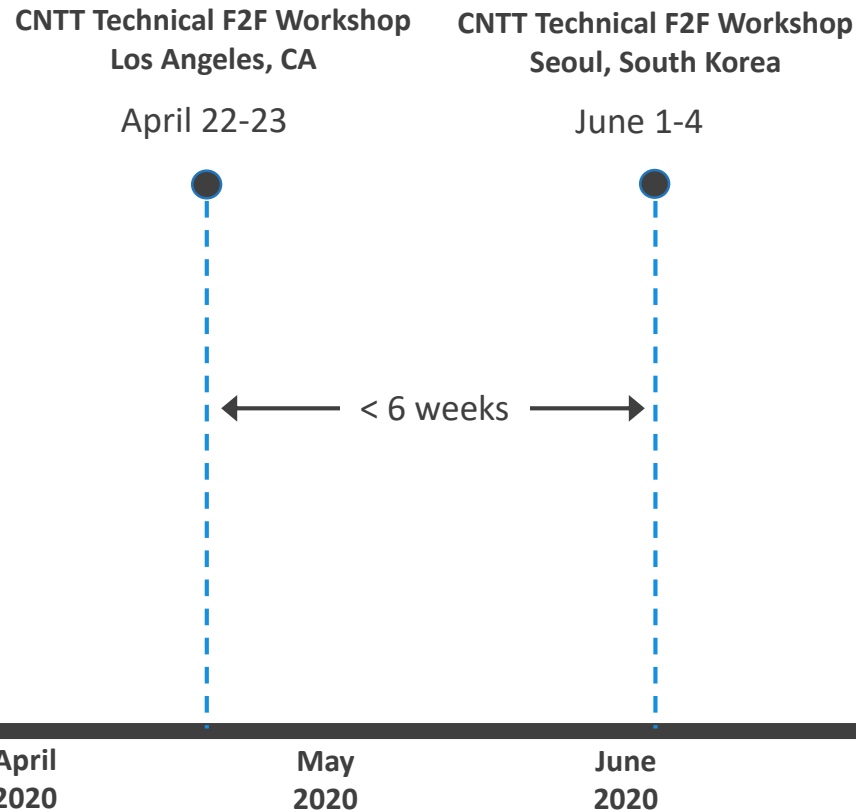 CNTT Technical F2F Workshop
Los Angeles, CA
April 22-23
CNTT Technical F2F Workshop
Seoul, South Korea
June 1-4
< 6 weeks
April
2020
May
2020
June
2020